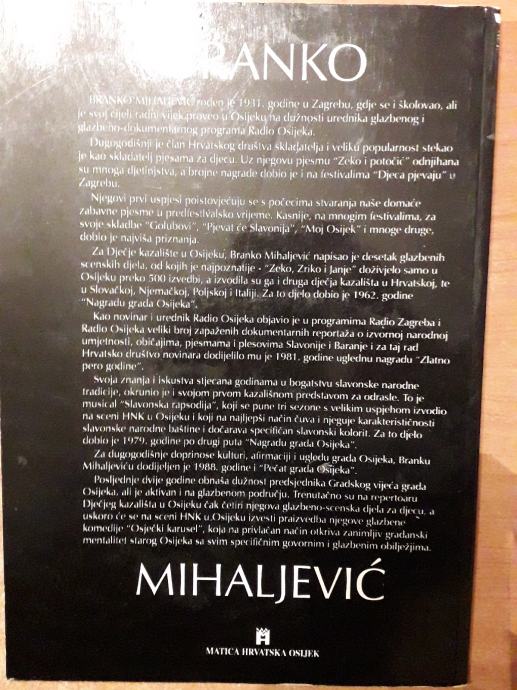 BRANKO
BRANKO MIHALJEVIĆ rođen je 1931. godine u Zagrebu, gdje se i školovao, ali
je svoj cijeli radni vijek proveo u Osijeku na dužnosti urednika glazbenog i
glazbeno-dokumentarnog programa Radio Osijeka.
Dugogodišnji je član Hrvatskog društva skladatelja i veliku popularnost stekao
je kao skladatelj pjesama za djecu. Uz njegovu pjesmu "Zeko i potočić" odnjihana
su mnoga djetinjstva, a brojne nagrade dobio je i na festivalima "Djeca pjevaju" u
Zagrebu.
Njegovi prvi uspjesi poistovjećuju se s počecima stvaranja naše domaće
zabavne pjesme u predfestivalsko vrijeme. Kasnije, na mnogim festivalima, za
svoje skladbe "Golubovi", "Pjevat će Slavonija", "Moj Osijek" i mnoge druge,
dobio je najviša priznanja.
Za Dječje kazalište u Osijeku, Branko Mihaljević napisao je desetak glazbenih
scenskih djela, od kojih je najpoznatije - "Zeko, Zriko i Janje" doživjelo samo u
Osijeku preko 500 izvedbi, a izvodila su ga i druga dječja kazališta u Hrvatskoj, te
u Slovačkoj, Njemačkoj, Poljskoj i Italiji. Za to djelo dobio je 1962. godine
"Nagradu grada Osijeka".
Kao novinar i urednik Radio Osijeka objavio je u programima Radio Zagreba i
Radio Osijeka veliki broj zapaženih dokumentarnih reportaža o izvornoj narodnoj
umjetnosti, običajima, pjesmama i plesovima Slavonije i Baranje i za taj rad
Hrvatsko društvo novinara dodijelilo mu je 1981. godine uglednu nagradu "Zlatno
pero godine".
Svoja znanja i iskustva stjecana godinama u bogatstvu slavonske narodne
tradicije, okrunio je i svojom prvom kazališnom predstavom za odrasle. To je
musical "Slavonska rapsodija", koji se pune tri sezone s velikim uspjehom izvodio
na sceni HNK u Osijeku i koji na najljepši način čuva i njeguje karakterističnosti
slavonske narodne baštine i dočarava specifičan slavonski kolorit. Za to djelo
dobio je 1979. godine po drugi puta "Nagradu grada Osijeka".
Za dugogodišnje doprinose kulturi, afirmaciji i ugledu grada Osijeka, Branku
Mihaljeviću dodijeljen je 1988. godine i "Pečat grada Osijeka".
Posljednje dvije godine obnaša dužnost predsjednika Gradskog vijeća grada
Osijeka, ali je aktivan i na glazbenom području. Trenutačno su na repertoaru
Dječjeg kazališta u Osijeku čak četiri njegova glazbeno-scenska djela za djecu, a
uskoro će se na sceni HNK u Osijeku izvesti praizvedba njegove glazbene
komedije "Osječki karusel", koja na privlačan način otkriva zanimljiv građanski
mentalitet starog Osijeka sa svim specifičnim govornim i glazbenim obilježjima.
MIHALJEVIĆ
MATICA HRVATSKA OSIJEK